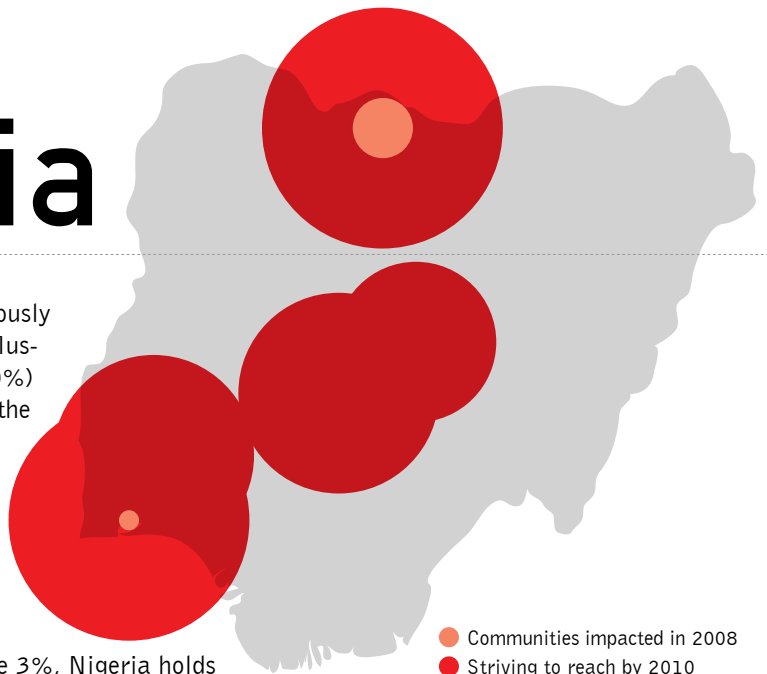 ia
ously
lus-
%)
the
e 3%, Nigeria holds
Communities impacted in 2008
Striving to reach by 2010